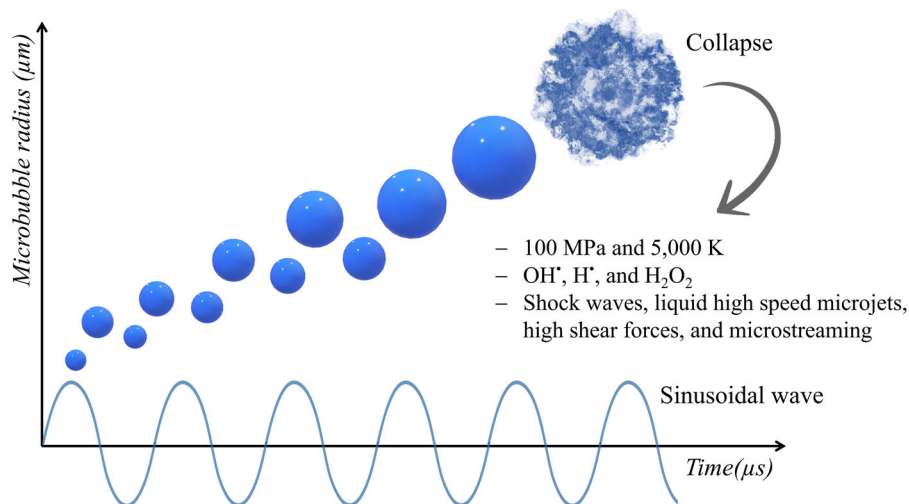 Microbubble radius (µm)
Collapse
– 100 MPa and 5,000 K
– OH•, H•, and H₂O₂
– Shock waves, liquid high speed microjets,
high shear forces, and microstreaming
Sinusoidal wave
Time(µs)